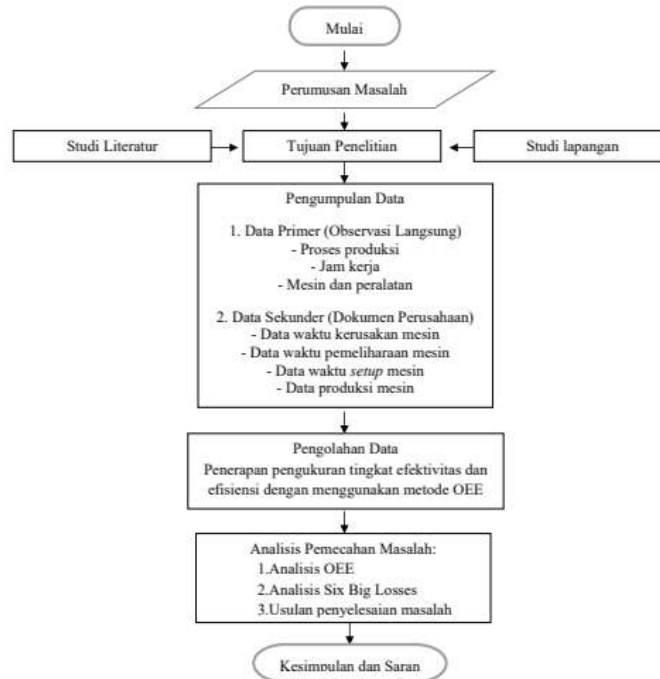 Mulai
Perumusan Masalah
Studi Literatur
Tujuan Penelitian
Studi lapangan
Pengumpulan Data
1. Data Primer (Observasi Langsung)
- Proses produksi
- Jam kerja
- Mesin dan peralatan
2. Data Sekunder (Dokumen Perusahaan)
- Data waktu kerusakan mesin
- Data waktu pemeliharaan mesin
- Data waktu setup mesin
- Data produksi mesin
Pengolahan Data
Penerapan pengukuran tingkat efektivitas dan
efisiensi dengan menggunakan metode OEE
Analisis Pemecahan Masalah:
1.Analisis OEE
2.Analisis Six Big Losses
3.Usulan penyelesaian masalah
Kesimpulan dan Saran